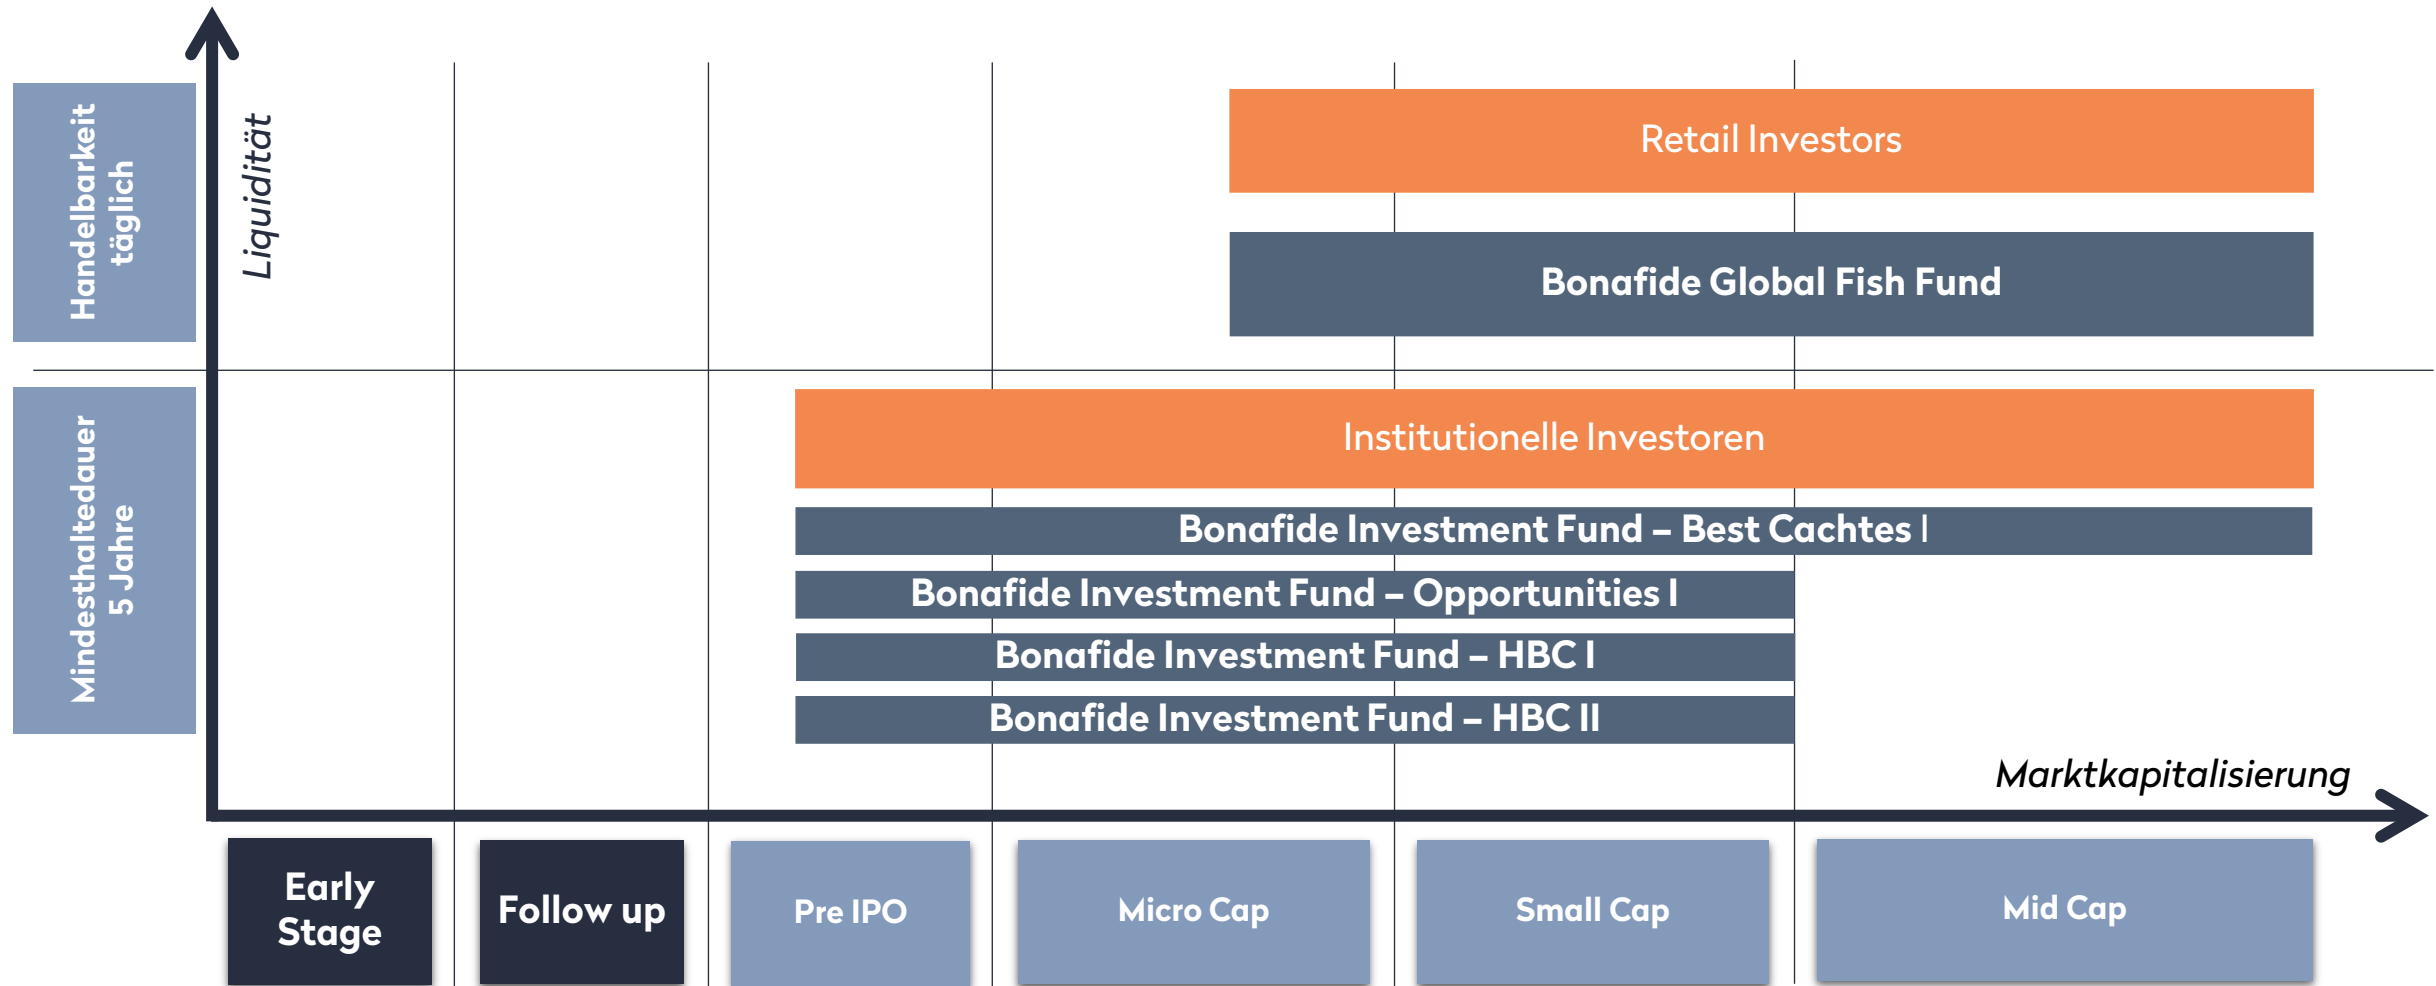 Handelbarkeit
täglich
Liquidität
Retail Investors
Bonafide Global Fish Fund
Mindesthaltedauer
5 Jahre
Institutionelle Investoren
Bonafide Investment Fund – Best Cachtes I
Bonafide Investment Fund – Opportunities I
Bonafide Investment Fund – HBC I
Bonafide Investment Fund – HBC II
Marktkapitalisierung
Early
Stage
Follow up
Pre IPO
Micro Cap
Small Cap
Mid Cap